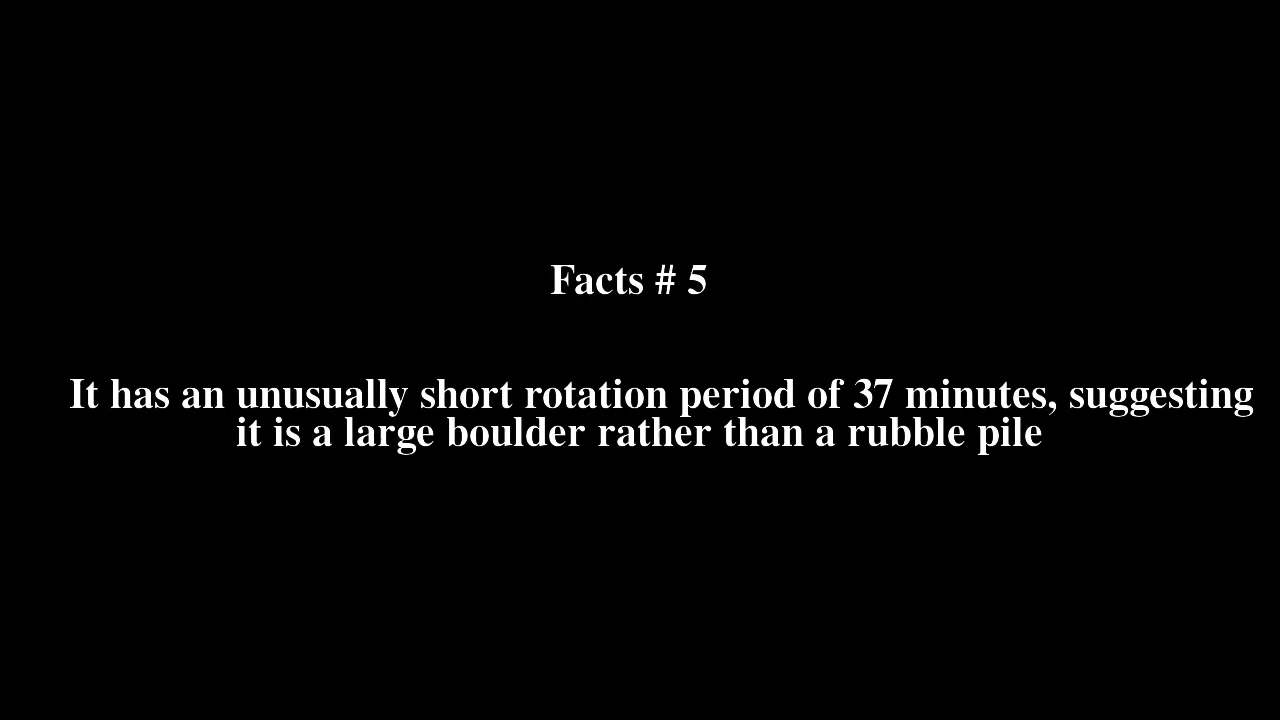 Facts # 5
It has an unusually short rotation period of 37 minutes, suggesting
it is a large boulder rather than a rubble pile